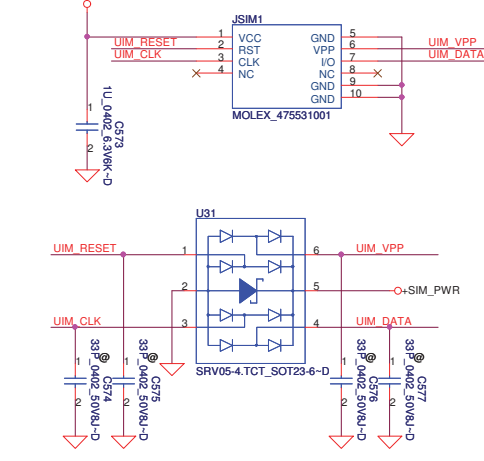 JSIM1
1 VCC GND 5
UIM_RESET 2 RST VPP 6 UIM_VPP
UIM_CLK 3 CLK I/O 7 UIM_DATA
4 NC NC 8
GND 9
GND 10
MOLEX_475531001
1
2
C573
1U_0402_6.3V6K~D
U31
UIM_RESET 1 6 UIM_VPP
2 5 +SIM_PWR
UIM_CLK 3 4 UIM_DATA
SRV05-4.TCT_SOT23-6~D
1
2
@
C574
33P_0402_50V8J~D
1
2
@
C575
33P_0402_50V8J~D
1
2
@
C576
33P_0402_50V8J~D
1
2
@
C577
33P_0402_50V8J~D